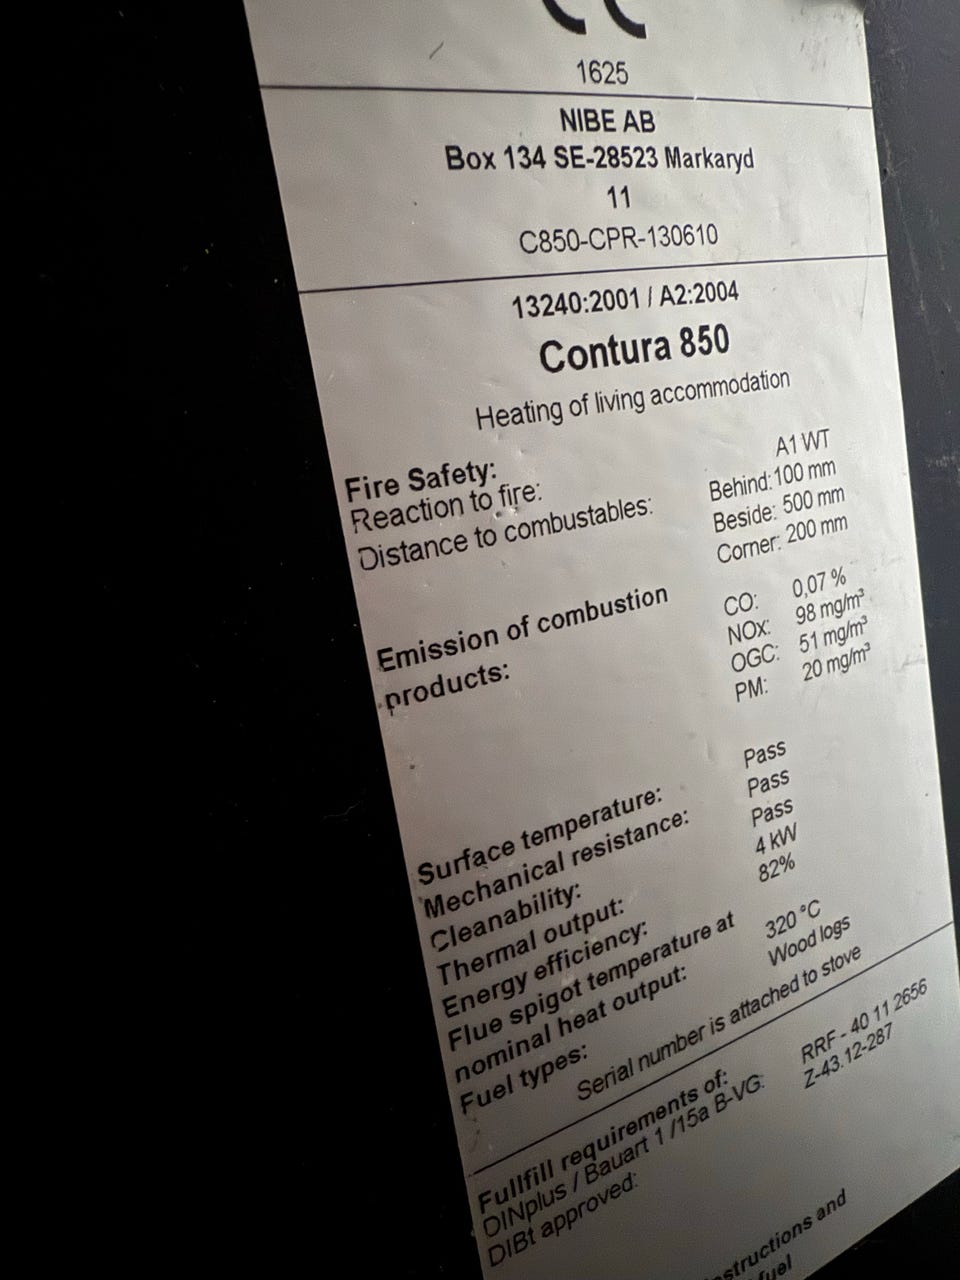 CE
1625
NIBE AB
Box 134 SE-28523 Markaryd
11
C850-CPR-130610
13240:2001 / A2:2004
Contura 850
Heating of living accommodation
Fire Safety:
Reaction to fire: A1 WT
Distance to combustables: Behind: 100 mm
Beside: 500 mm
Corner: 200 mm
Emission of combustion products: CO: 0,07 %
NOx: 98 mg/m³
OGC: 51 mg/m³
PM: 20 mg/m³
Surface temperature: Pass
Mechanical resistance: Pass
Cleanability: Pass
Thermal output: 4 kW
Energy efficiency: 82%
Flue spigot temperature at
nominal heat output: 320 °C
Fuel types: Wood logs
Serial number is attached to stove
Fullfill requirements of:
DINplus / Bauart 1 /15a B-VG: RRF - 40 11 2656
DIBt approved: Z-43.12-287
and
fuel